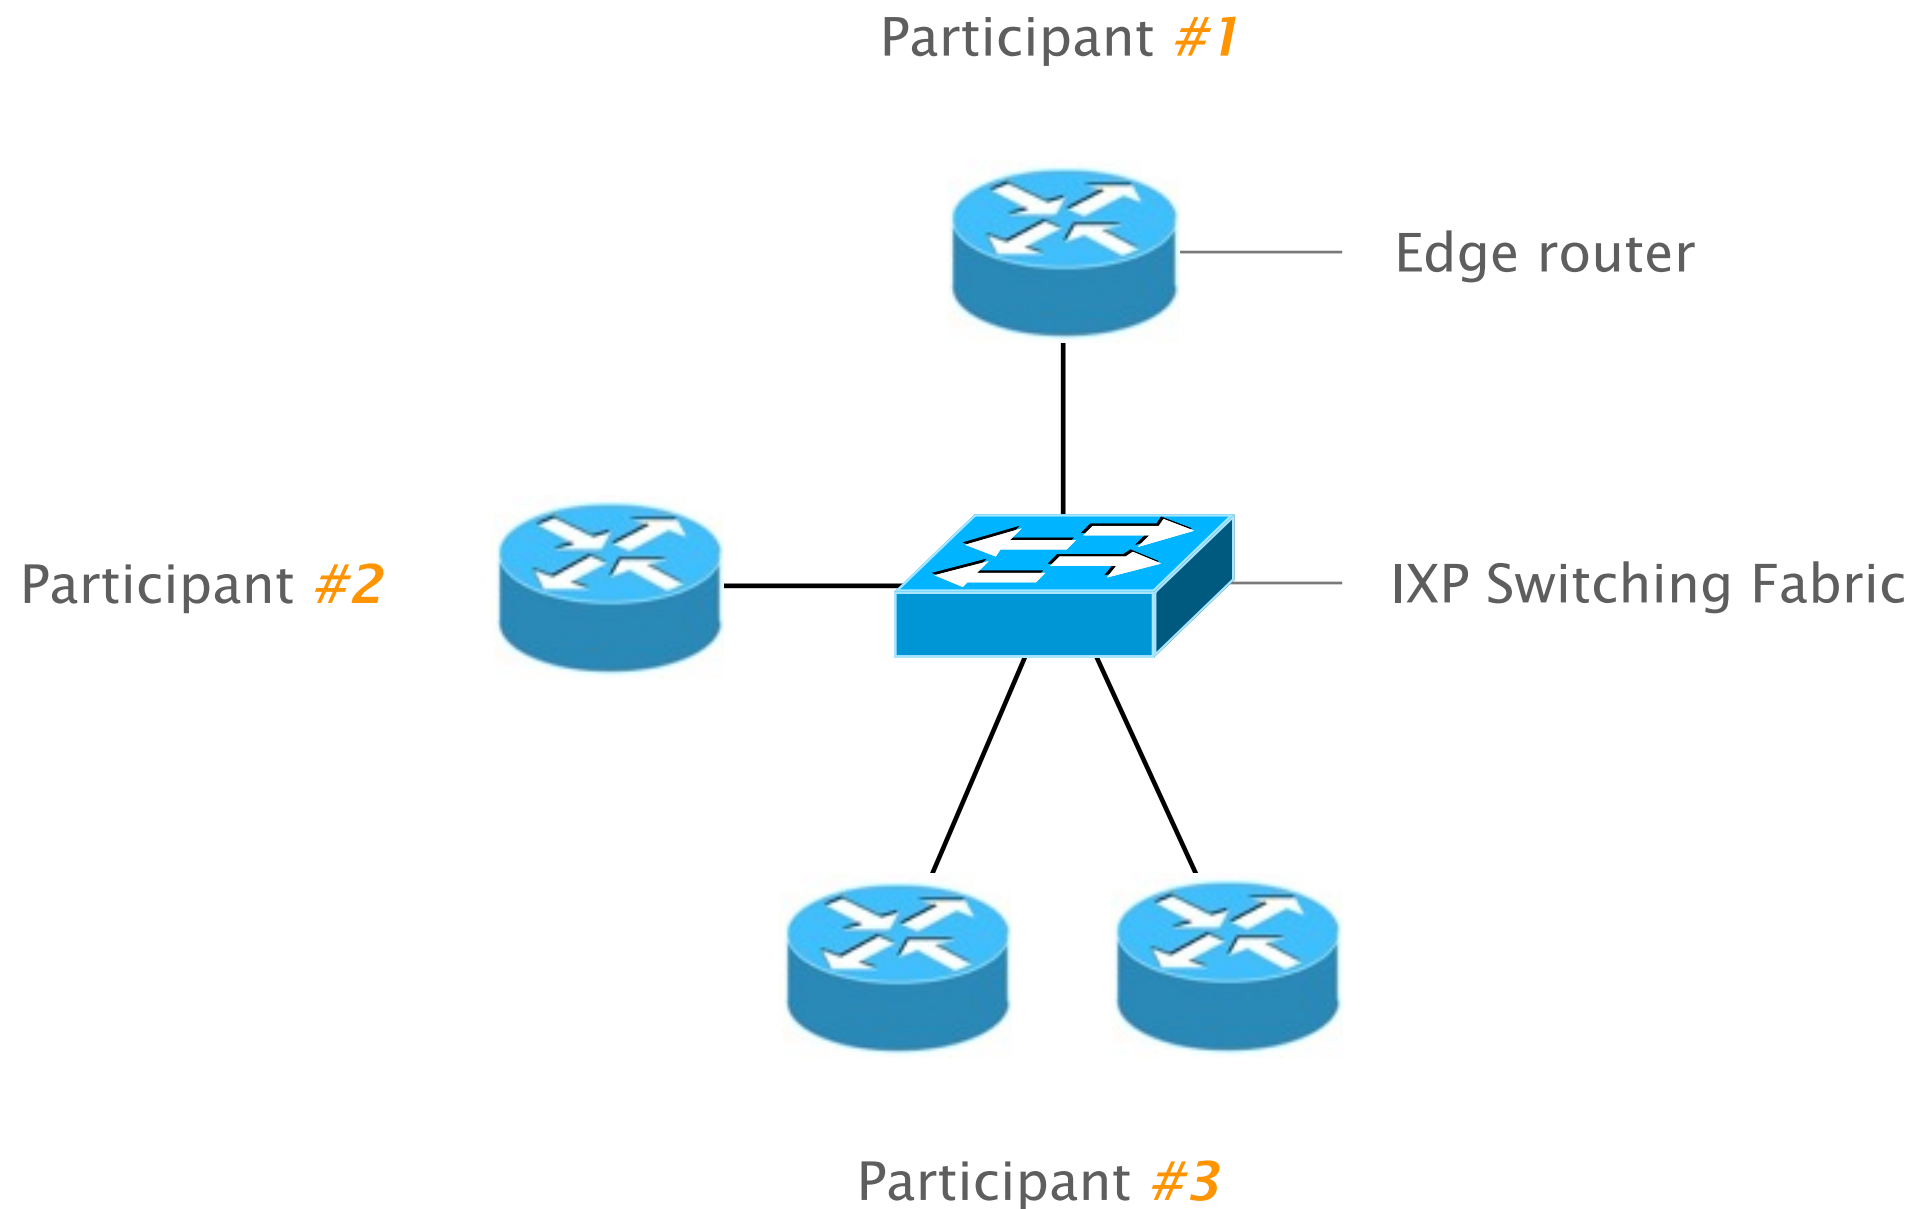 Participant #1
Edge router
Participant #2
IXP Switching Fabric
Participant #3